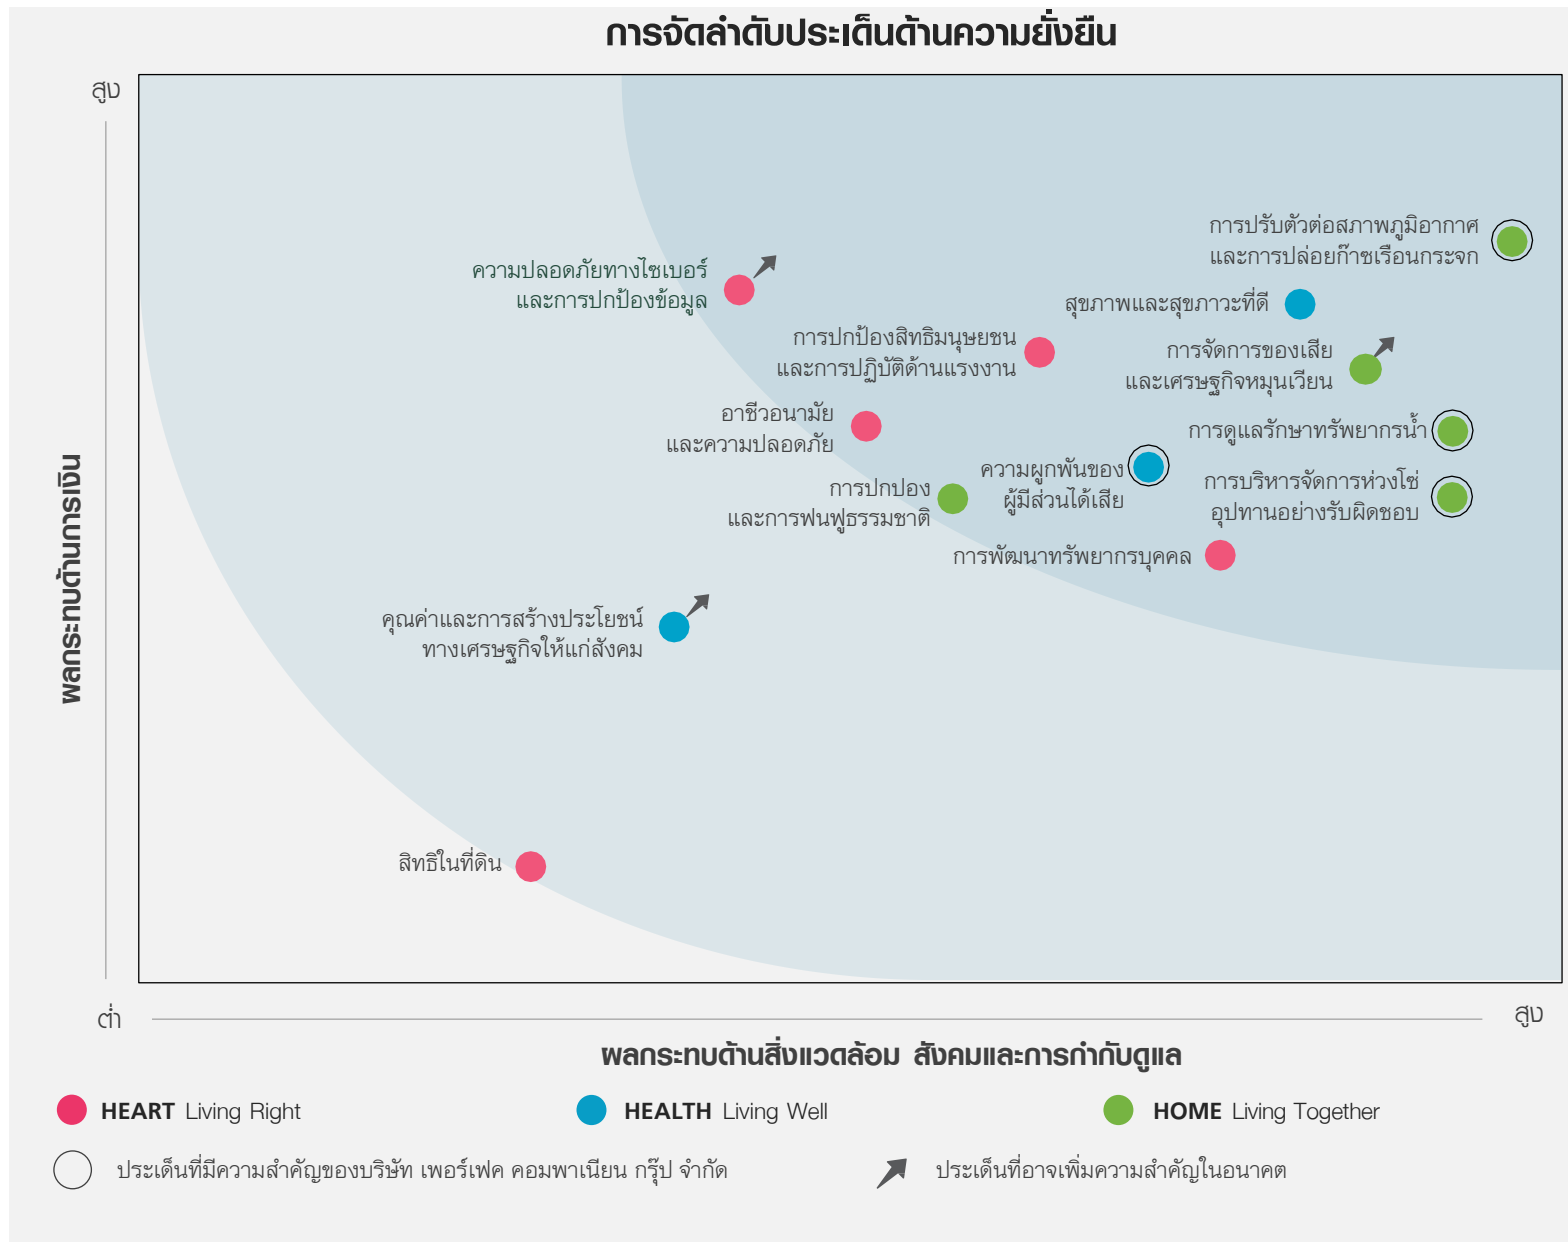 การจัดลำดับประเด็นด้านความยั่งยืน
สูง
การปรับตัวต่อสภาพภูมิอากาศ
และการปล่อยก๊าซเรือนกระจก
ความปลอดภัยทางไซเบอร์
และการปกป้องข้อมูล
สุขภาพและสุขภาวะที่ดี
การปกป้องสิทธิมนุษยชน
และการปฏิบัติด้านแรงงาน
การจัดการของเสีย
และเศรษฐกิจหมุนเวียน
อาชีวอนามัย
และความปลอดภัย
การดูแลรักษาทรัพยากรน้ำ
ความผูกพันของ
ผู้มีส่วนได้เสีย
การบริหารจัดการห่วงโซ่
อุปทานอย่างรับผิดชอบ
การปกปอง
และการฟนฟูธรรมชาติ
การพัฒนาทรัพยากรบุคคล
คุณค่าและการสร้างประโยชน์
ทางเศรษฐกิจให้แก่สังคม
สิทธิในที่ดิน
ผลกระทบด้านการเงิน
ต่ำ
สูง
ผลกระทบด้านสิ่งแวดล้อม สังคมและการกำกับดูแล
HEART Living Right
HEALTH Living Well
HOME Living Together
ประเด็นที่มีความสำคัญของบริษัท เพอร์เฟค คอมพาเนียน กรุ๊ป จำกัด
ประเด็นที่อาจเพิ่มความสำคัญในอนาคต